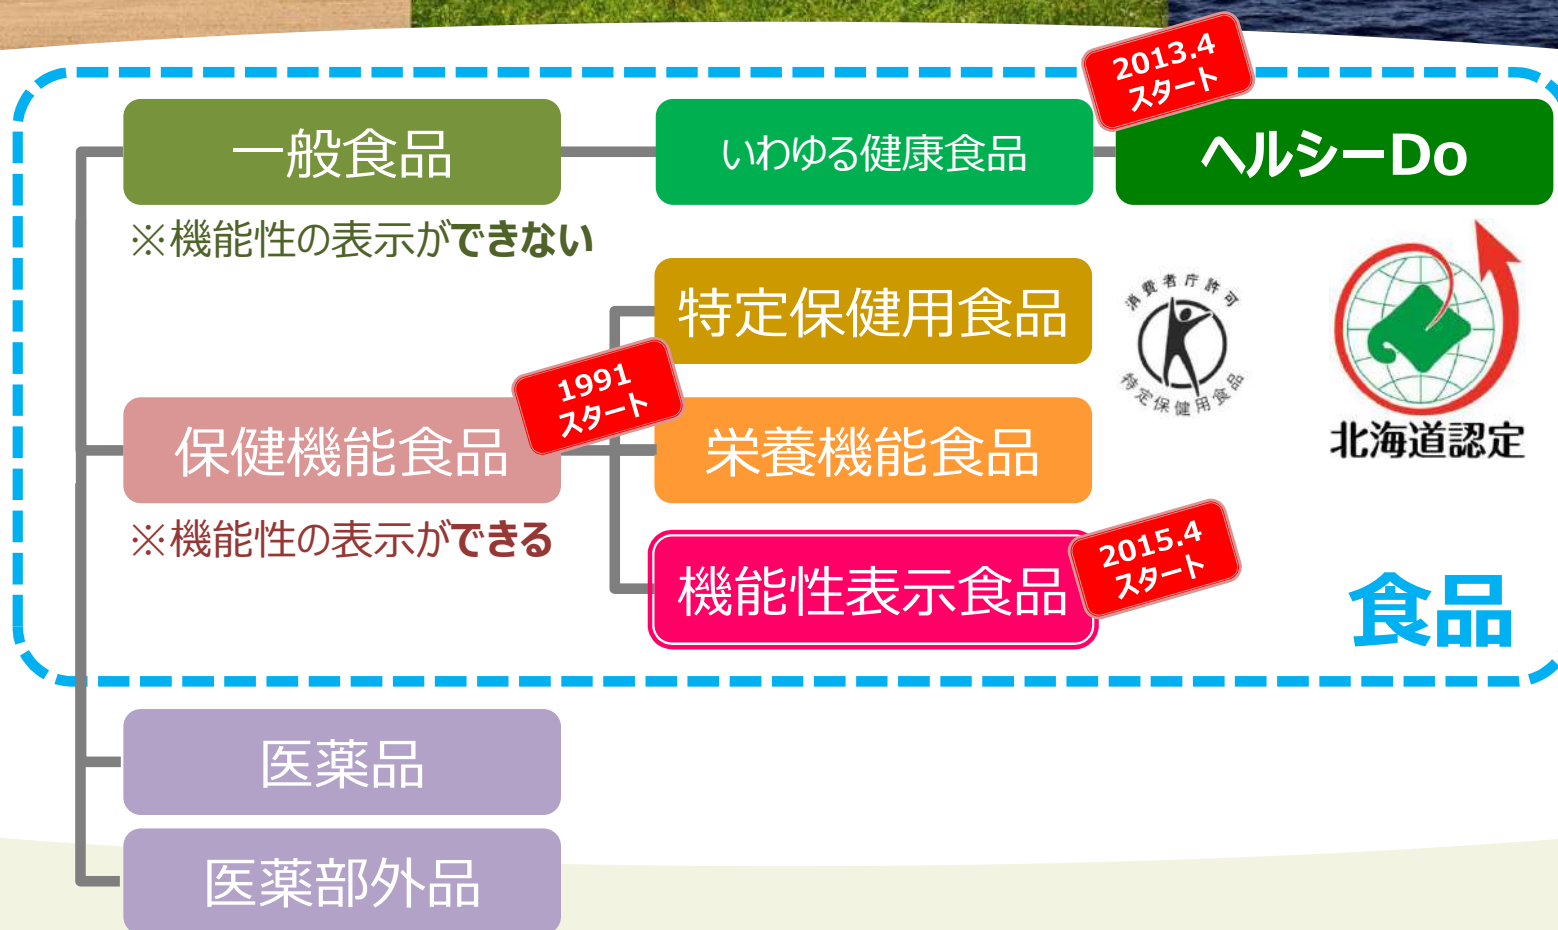 2013.4
スタート
一般食品
いわゆる健康食品
ヘルシーDo
※機能性の表示ができない
特定保健用食品
消費者庁許可
特定保健用食品
北海道認定
1991
スタート
保健機能食品
栄養機能食品
※機能性の表示ができる
2015.4
スタート
機能性表示食品
食品
医薬品
医薬部外品